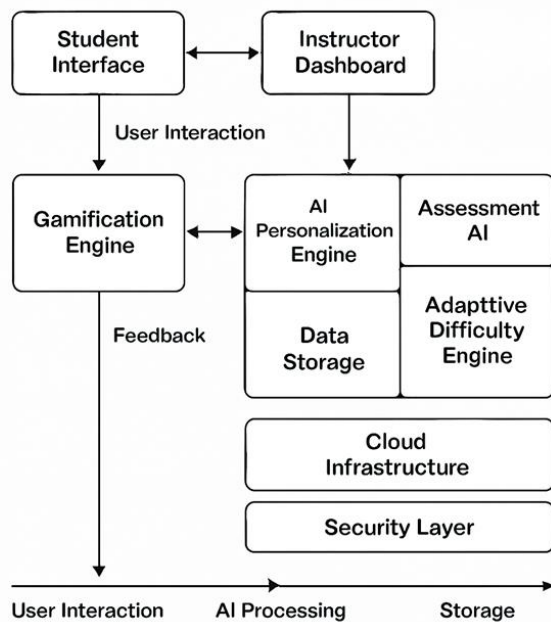 Student
Interface
Instructor
Dashboard
User Interaction
Gamification
Engine
AI
Personalization
Engine
Assessment
AI
Feedback
Data
Storage
Adapttive
Difficulty
Engine
Cloud
Infrastructure
Security Layer
User Interaction
AI Processing
Storage